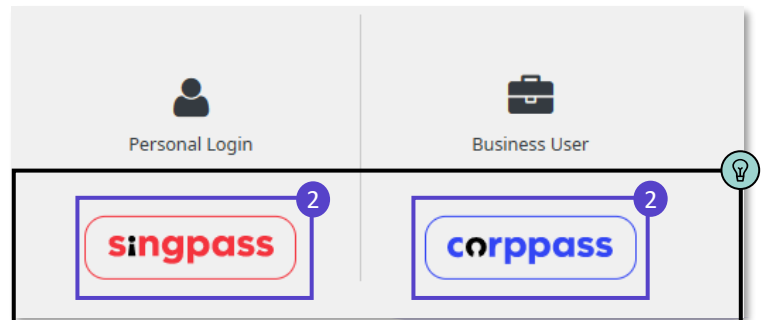 Personal Login
Business User
2
2
singpass
corppass